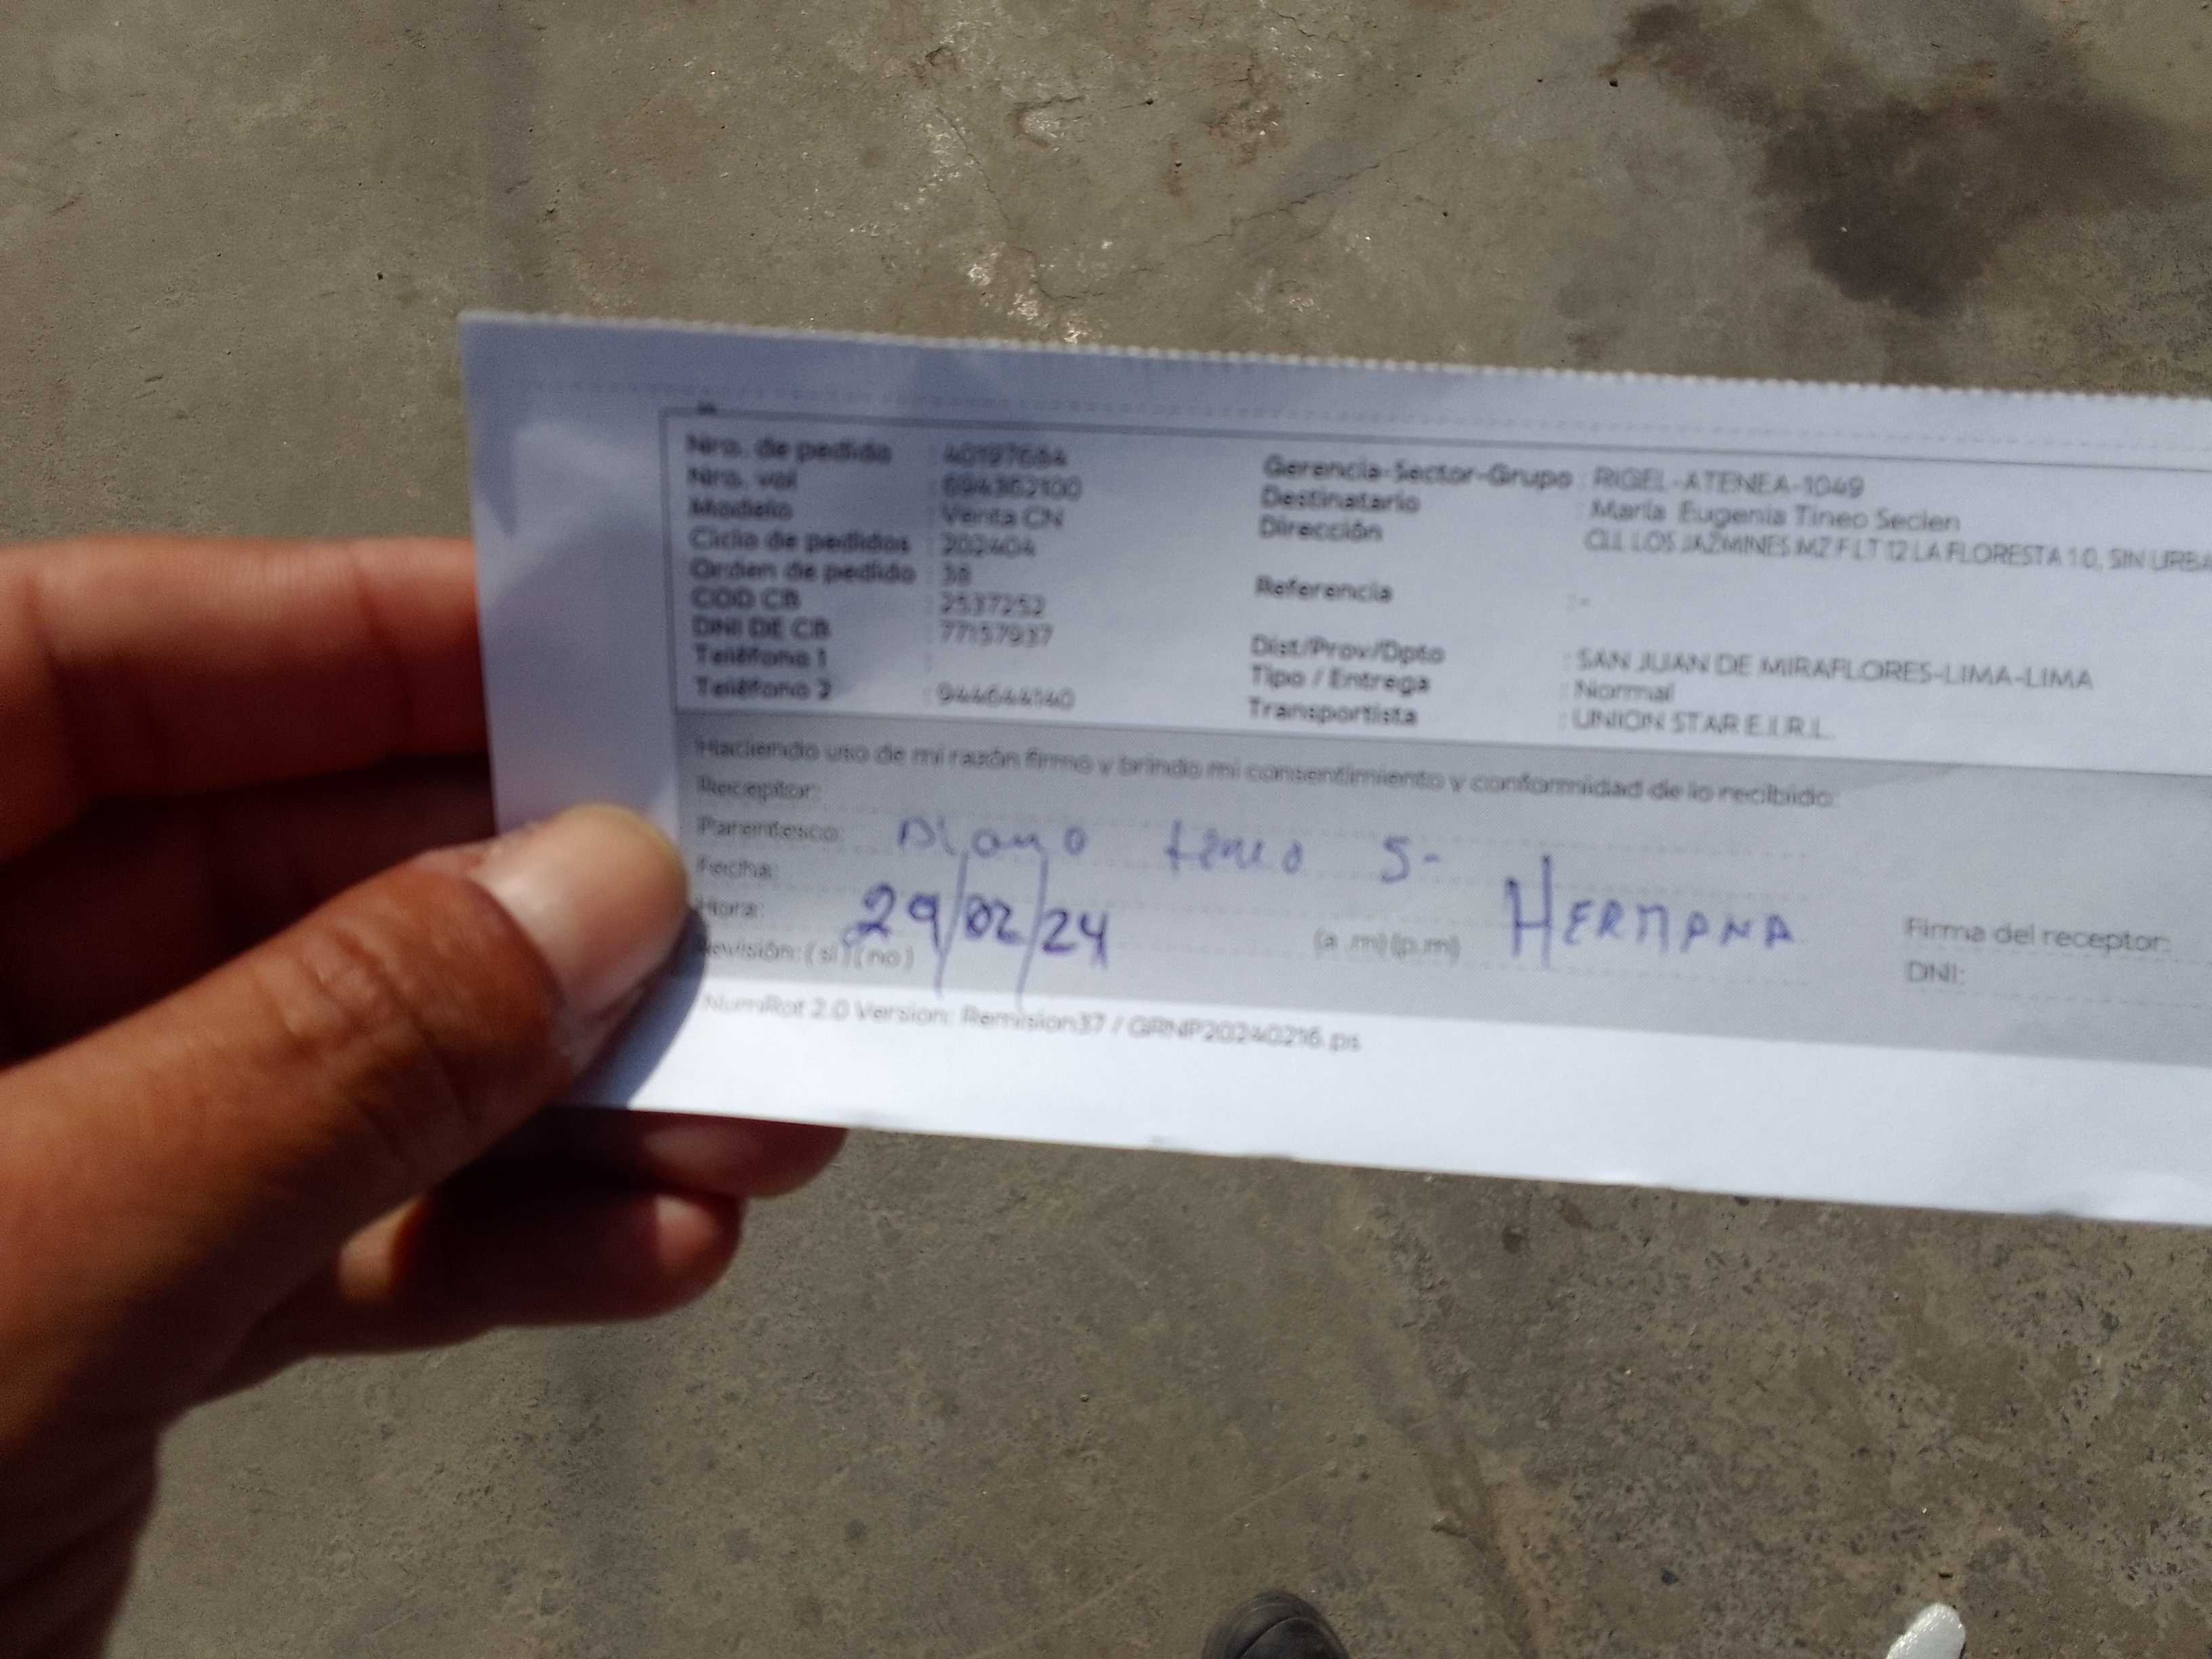 Nro. de pedido : 40197684
Nro. val : 694362100
Modelo : Venta CN
Ciclo de pedidos : 202404
Orden de pedido : 38
COD CB : 2537252
DNI DE CB : 77157937
Teléfono 1 :
Teléfono 2 : 944644140
Gerencia-Sector-Grupo : RIGEL-ATENEA-1049
Destinatario : María Eugenia Tineo Seclen
Dirección CLL LOS JAZMINES MZ F LT 12 LA FLORESTA 1 0, SIN URBA
Referencia : -
Dist/Prov/Dpto : SAN JUAN DE MIRAFLORES-LIMA-LIMA
Tipo / Entrega : Normal
Transportista : UNION STAR E.I.R.L.
Haciendo uso de mi razón firmo y brindo mi consentimiento y conformidad de lo recibido:
Receptor:
Parentesco: S- HERMANA
Fecha: 29/02/24
Hora: (a .m) (p.m)
Revisión: ( si ) ( no )
Firma del receptor:
DNI:
NumRot 2.0 Version: Remision37 / GRNP20240216.ps